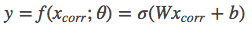 y = f(x_corr; θ) = σ(Wx_corr + b)